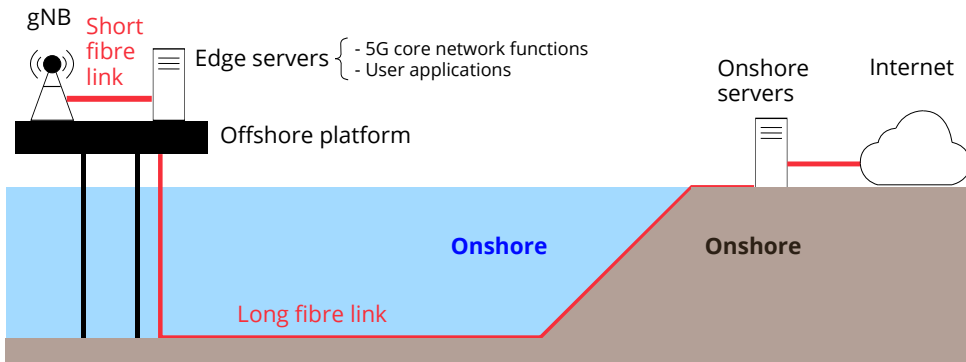 gNB
Short
fibre
link
Edge servers
- 5G core network functions
- User applications
Offshore platform
Onshore
servers
Internet
Onshore
Onshore
Long fibre link